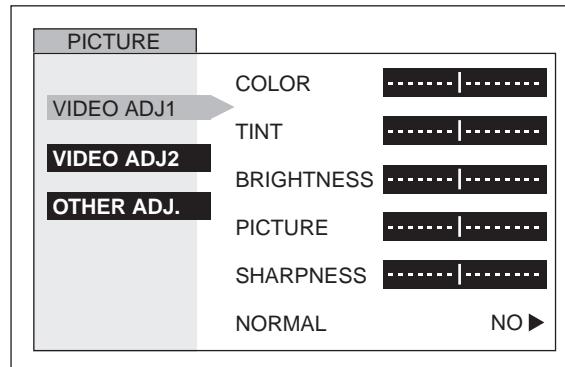 PICTURE
VIDEO ADJ1
VIDEO ADJ2
OTHER ADJ.
COLOR
TINT
BRIGHTNESS
PICTURE
SHARPNESS
NORMAL NO